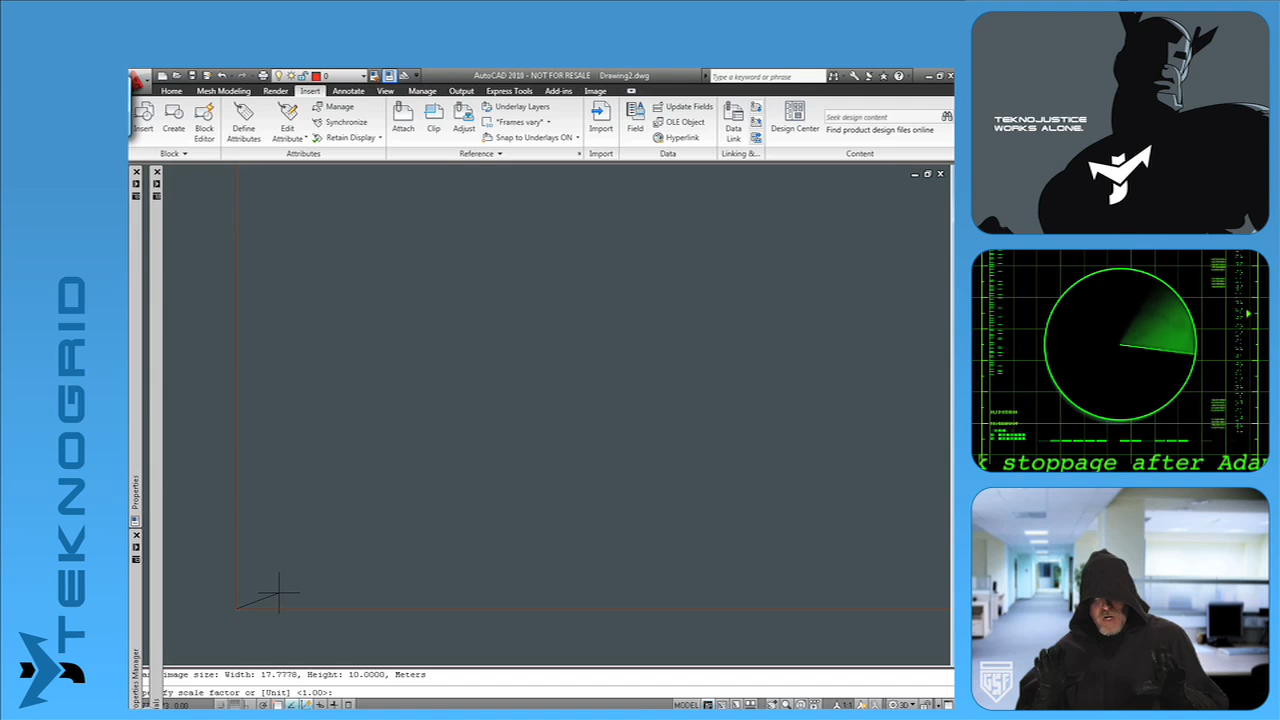 TEKNOGRID
AutoCAD 2010 - NOT FOR RESALE Drawing2.dwg
Type a keyword or phrase
0
Home Mesh Modeling Render Insert Annotate View Manage Output Express Tools Add-ins Image
Insert
Create
Block Editor
Define Attributes
Edit Attribute
Manage
Synchronize
Retain Display
Attach
Clip
Adjust
Underlay Layers
*Frames vary*
Snap to Underlays ON
Import
Field
Update Fields
OLE Object
Hyperlink
Data Link
Design Center
Seek design content
Find product design files online
Block Attributes Reference Import Data Linking &... Content
Properties
image size: Width: 17.7778, Height: 10.0000, Meters
scale factor or [Unit] <1.00>:
MODEL 1:1 3D
TEKNOJUSTICE
WORKS ALONE.
k stoppage after Ada
GSF